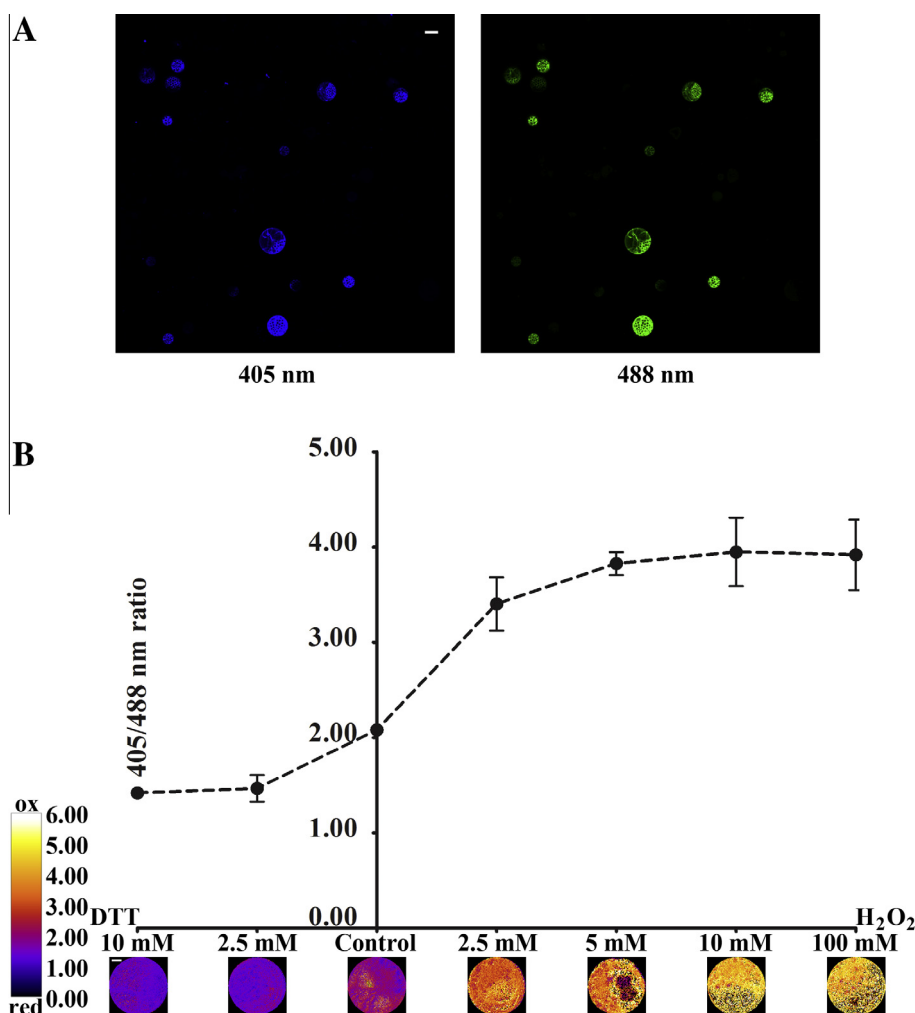 A
405 nm
488 nm
B
5.00
4.00
3.00
2.00
1.00
0.00
405/488 nm ratio
ox
6.00
5.00
4.00
3.00
2.00
1.00
0.00
red
DTT
H₂O₂
10 mM 2.5 mM Control 2.5 mM 5 mM 10 mM 100 mM